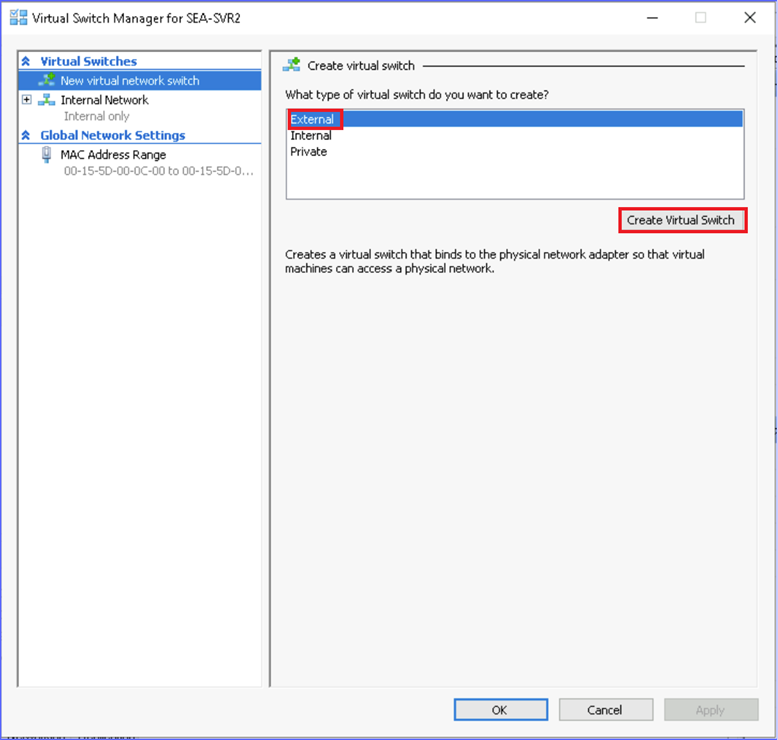 Virtual Switch Manager for SEA-SVR2
Virtual Switches
New virtual network switch
Internal Network
Internal only
Global Network Settings
MAC Address Range
00-15-5D-00-0C-00 to 00-15-5D-0...
Create virtual switch
What type of virtual switch do you want to create?
External
Internal
Private
Create Virtual Switch
Creates a virtual switch that binds to the physical network adapter so that virtual
machines can access a physical network.
OK
Cancel
Apply